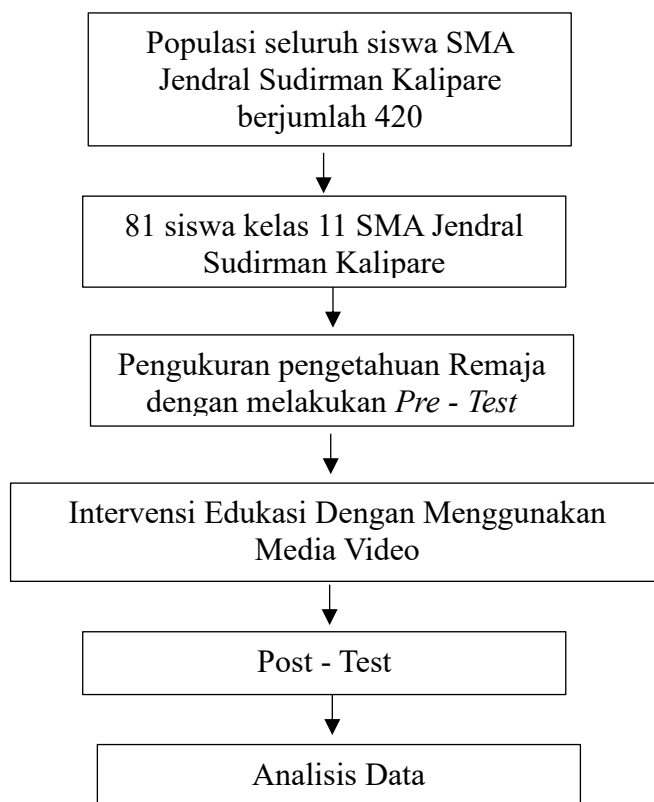 Populasi seluruh siswa SMA
Jendral Sudirman Kalipare
berjumlah 420
81 siswa kelas 11 SMA Jendral
Sudirman Kalipare
Pengukuran pengetahuan Remaja
dengan melakukan Pre - Test
Intervensi Edukasi Dengan Menggunakan
Media Video
Post - Test
Analisis Data